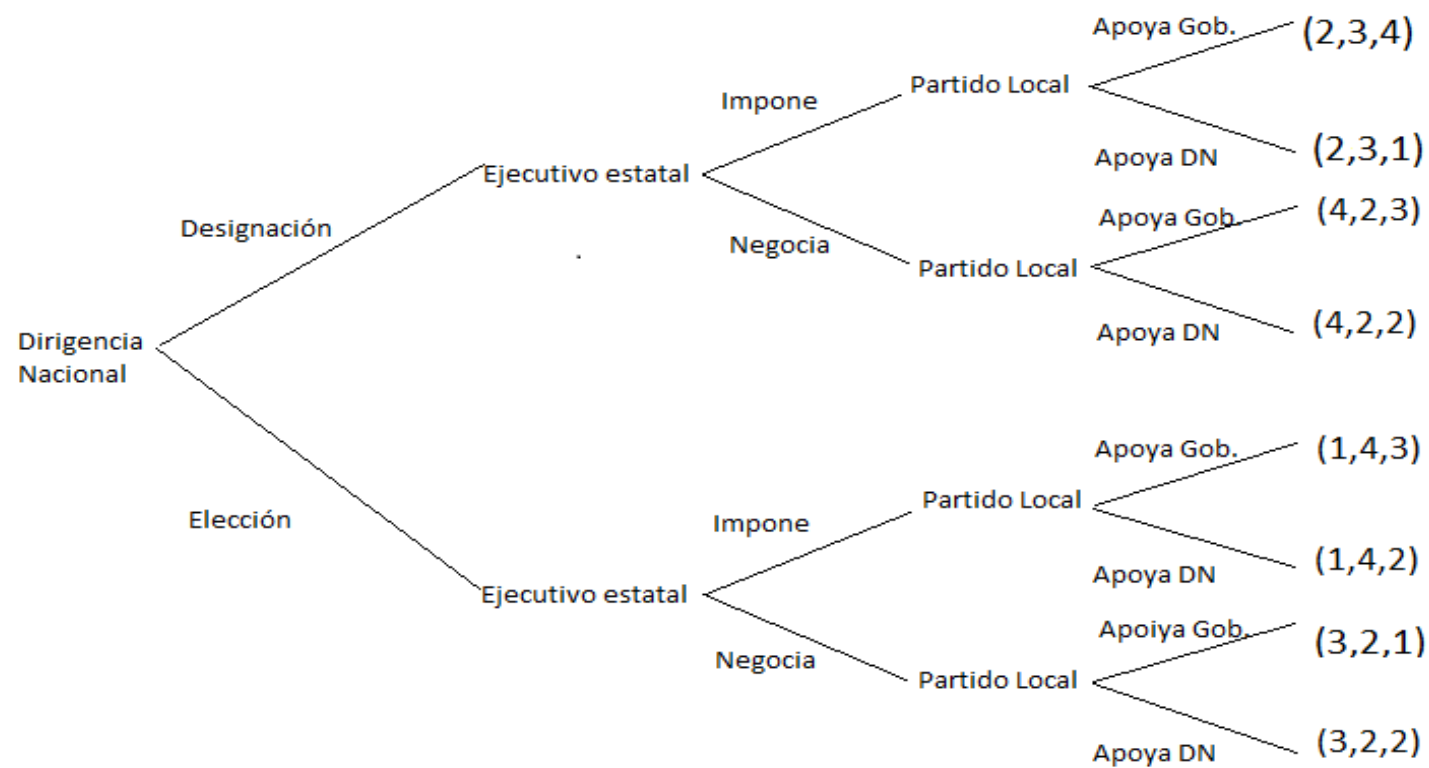 Apoya Gob.
(2,3,4)
Partido Local
Impone
Apoya DN
(2,3,1)
Ejecutivo estatal
Designación
Apoya Gob.
(4,2,3)
Negocia
Partido Local
Apoya DN
(4,2,2)
Dirigencia
Nacional
Apoya Gob.
(1,4,3)
Partido Local
Elección
Impone
Apoya DN
(1,4,2)
Ejecutivo estatal
Apoiya Gob.
(3,2,1)
Negocia
Partido Local
Apoya DN
(3,2,2)